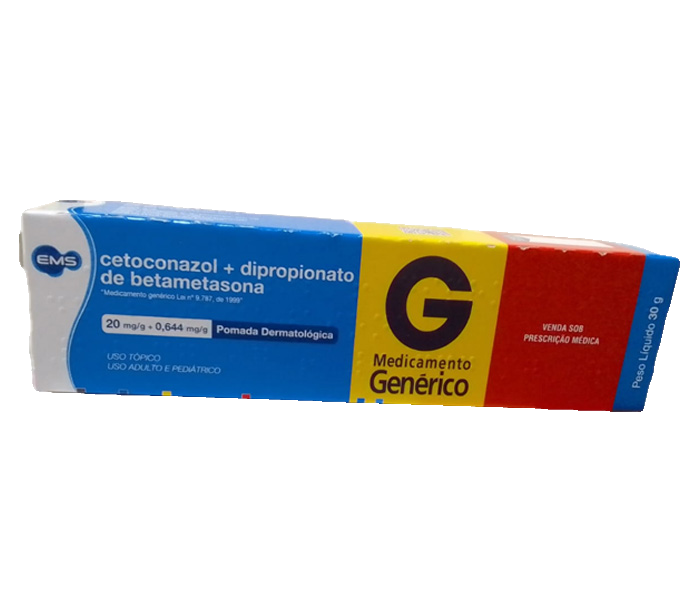 EMS
cetoconazol + dipropionato
de betametasona
"Medicamento genérico Lei nº 9.787, de 1999"
20 mg/g + 0,644 mg/g Pomada Dermatológica
USO TÓPICO
USO ADULTO E PEDIÁTRICO
G
Medicamento
Genérico
VENDA SOB
PRESCRIÇÃO MÉDICA
Peso Líquido 30 g